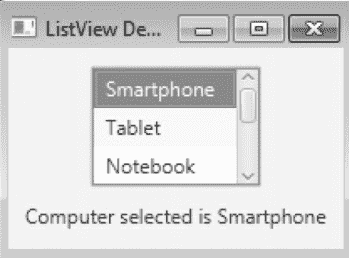 ListView De...
Smartphone
Tablet
Notebook
Computer selected is Smartphone